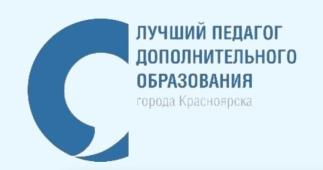 ЛУЧШИЙ ПЕДАГОГ
ДОПОЛНИТЕЛЬНОГО
ОБРАЗОВАНИЯ
города Красноярска